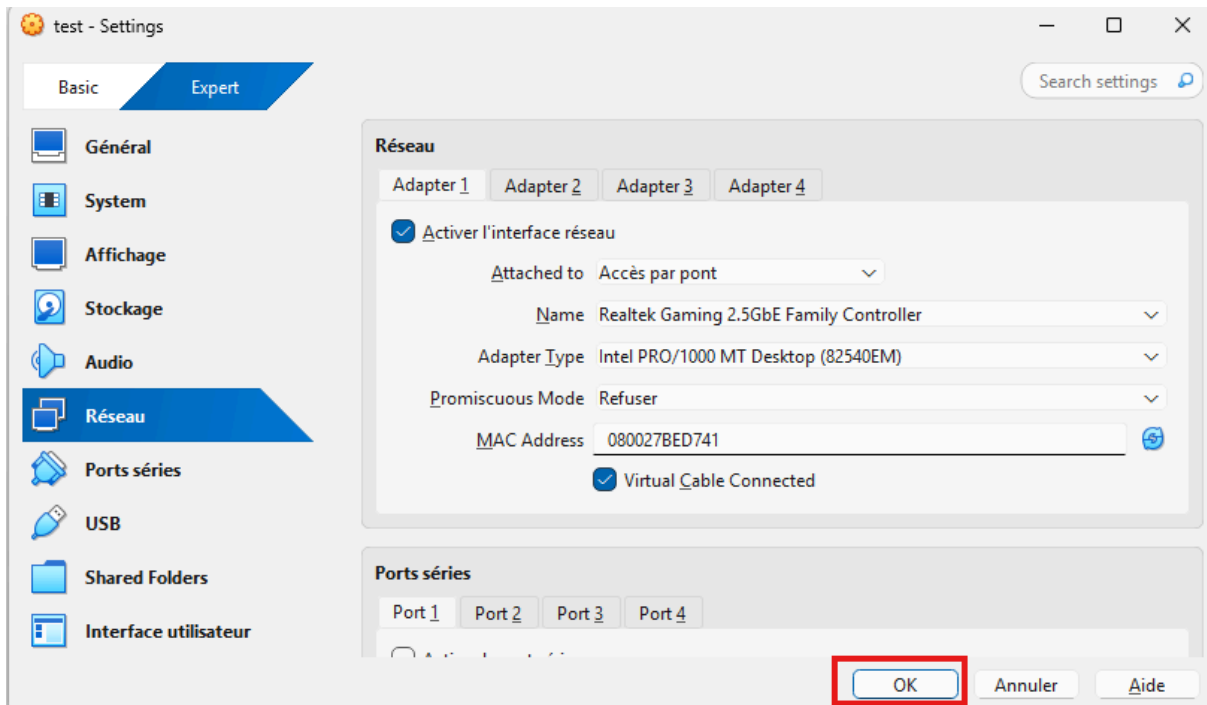 test - Settings
Basic
Expert
Search settings
Général
System
Affichage
Stockage
Audio
Réseau
Ports séries
USB
Shared Folders
Interface utilisateur
Réseau
Adapter 1 Adapter 2 Adapter 3 Adapter 4
Activer l'interface réseau
Attached to Accès par pont
Name Realtek Gaming 2.5GbE Family Controller
Adapter Type Intel PRO/1000 MT Desktop (82540EM)
Promiscuous Mode Refuser
MAC Address 080027BED741
Virtual Cable Connected
Ports séries
Port 1 Port 2 Port 3 Port 4
OK Annuler Aide